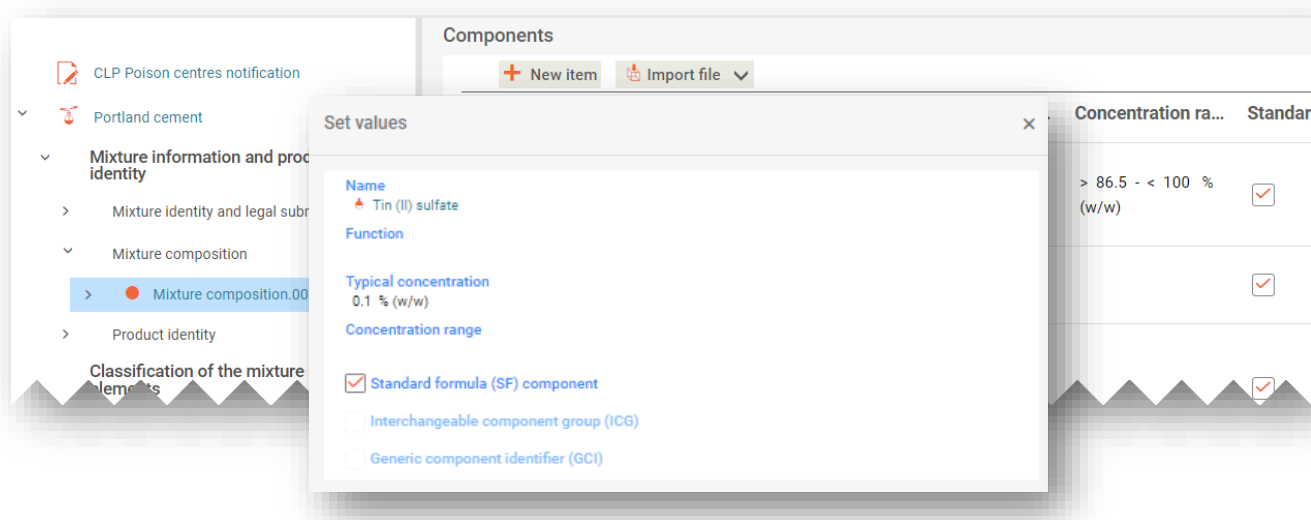 Components
CLP Poison centres notification
New item
Import file
Portland cement
Set values
Concentration ra...
Standar
Mixture information and prod
identity
Name
Tin (II) sulfate
> 86.5 - < 100 %
(w/w)
Mixture identity and legal
Function
Mixture composition
Typical concentration
0.1 % (w/w)
Mixture composition.00
Concentration range
Product identity
Classification of the mixture
elements
Standard formula (SF) component
Interchangeable component group (ICG)
Generic component identifier (GCI)